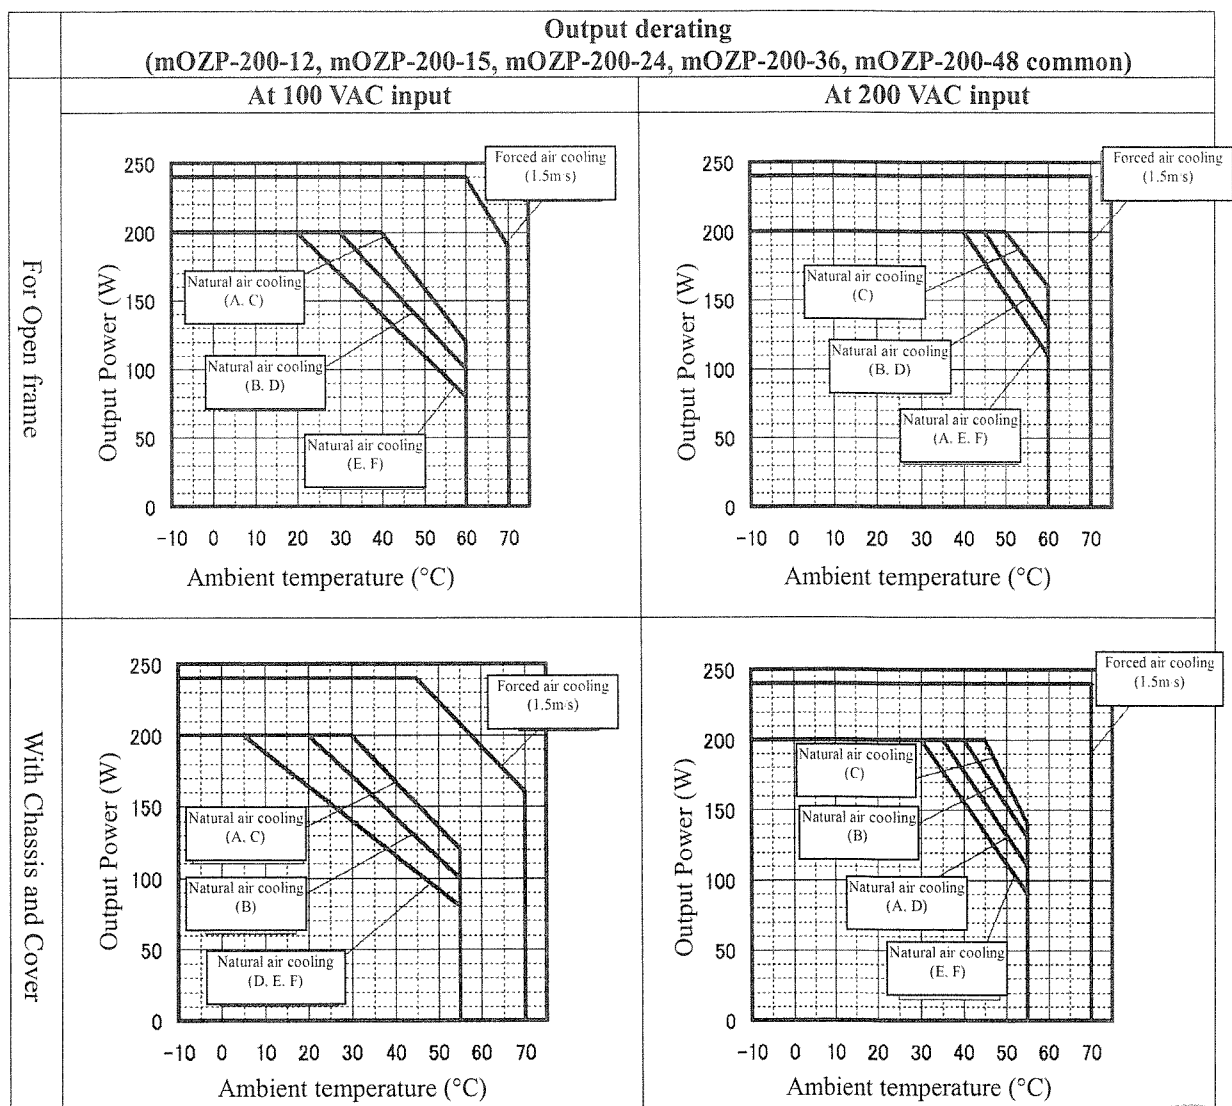 Output derating
(mOZP-200-12, mOZP-200-15, mOZP-200-24, mOZP-200-36, mOZP-200-48 common)
At 100 VAC input
At 200 VAC input
For Open frame
Output Power (W)
250
200
150
100
50
0
-10 0 10 20 30 40 50 60 70
Ambient temperature (°C)
Forced air cooling
(1.5m s)
Natural air cooling
(A. C)
Natural air cooling
(B. D)
Natural air cooling
(E. F)
Output Power (W)
250
200
150
100
50
0
-10 0 10 20 30 40 50 60 70
Ambient temperature (°C)
Forced air cooling
(1.5m s)
Natural air cooling
(C)
Natural air cooling
(B. D)
Natural air cooling
(A. E. F)
With Chassis and Cover
Output Power (W)
250
200
150
100
50
0
-10 0 10 20 30 40 50 60 70
Ambient temperature (°C)
Forced air cooling
(1.5m s)
Natural air cooling
(A. C)
Natural air cooling
(B)
Natural air cooling
(D. E. F)
Output Power (W)
250
200
150
100
50
0
-10 0 10 20 30 40 50 60 70
Ambient temperature (°C)
Forced air cooling
(1.5m s)
Natural air cooling
(C)
Natural air cooling
(B)
Natural air cooling
(A. D)
Natural air cooling
(E. F)